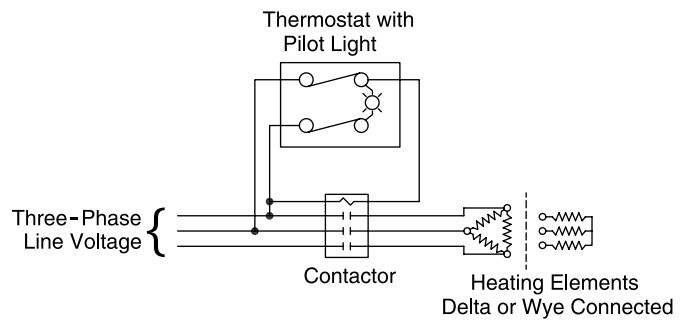 Thermostat with
Pilot Light
Three-Phase
Line Voltage
Contactor
Heating Elements
Delta or Wye Connected